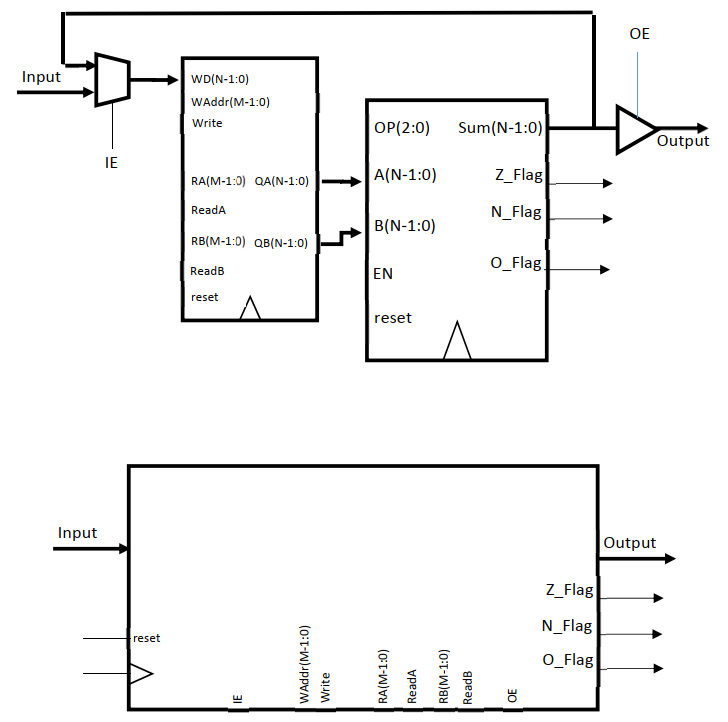 OE
Input
IE
Output
WD(N-1:0)
WAddr(M-1:0)
Write
RA(M-1:0) QA(N-1:0)
ReadA
RB(M-1:0) QB(N-1:0)
ReadB
reset
OP(2:0) Sum(N-1:0)
A(N-1:0) Z_Flag
N_Flag
B(N-1:0)
O_Flag
EN
reset
Input
Output
Z_Flag
N_Flag
O_Flag
reset
IE
WAddr(M-1:0)
Write
RA(M-1:0)
ReadA
RB(M-1:0)
ReadB
OE